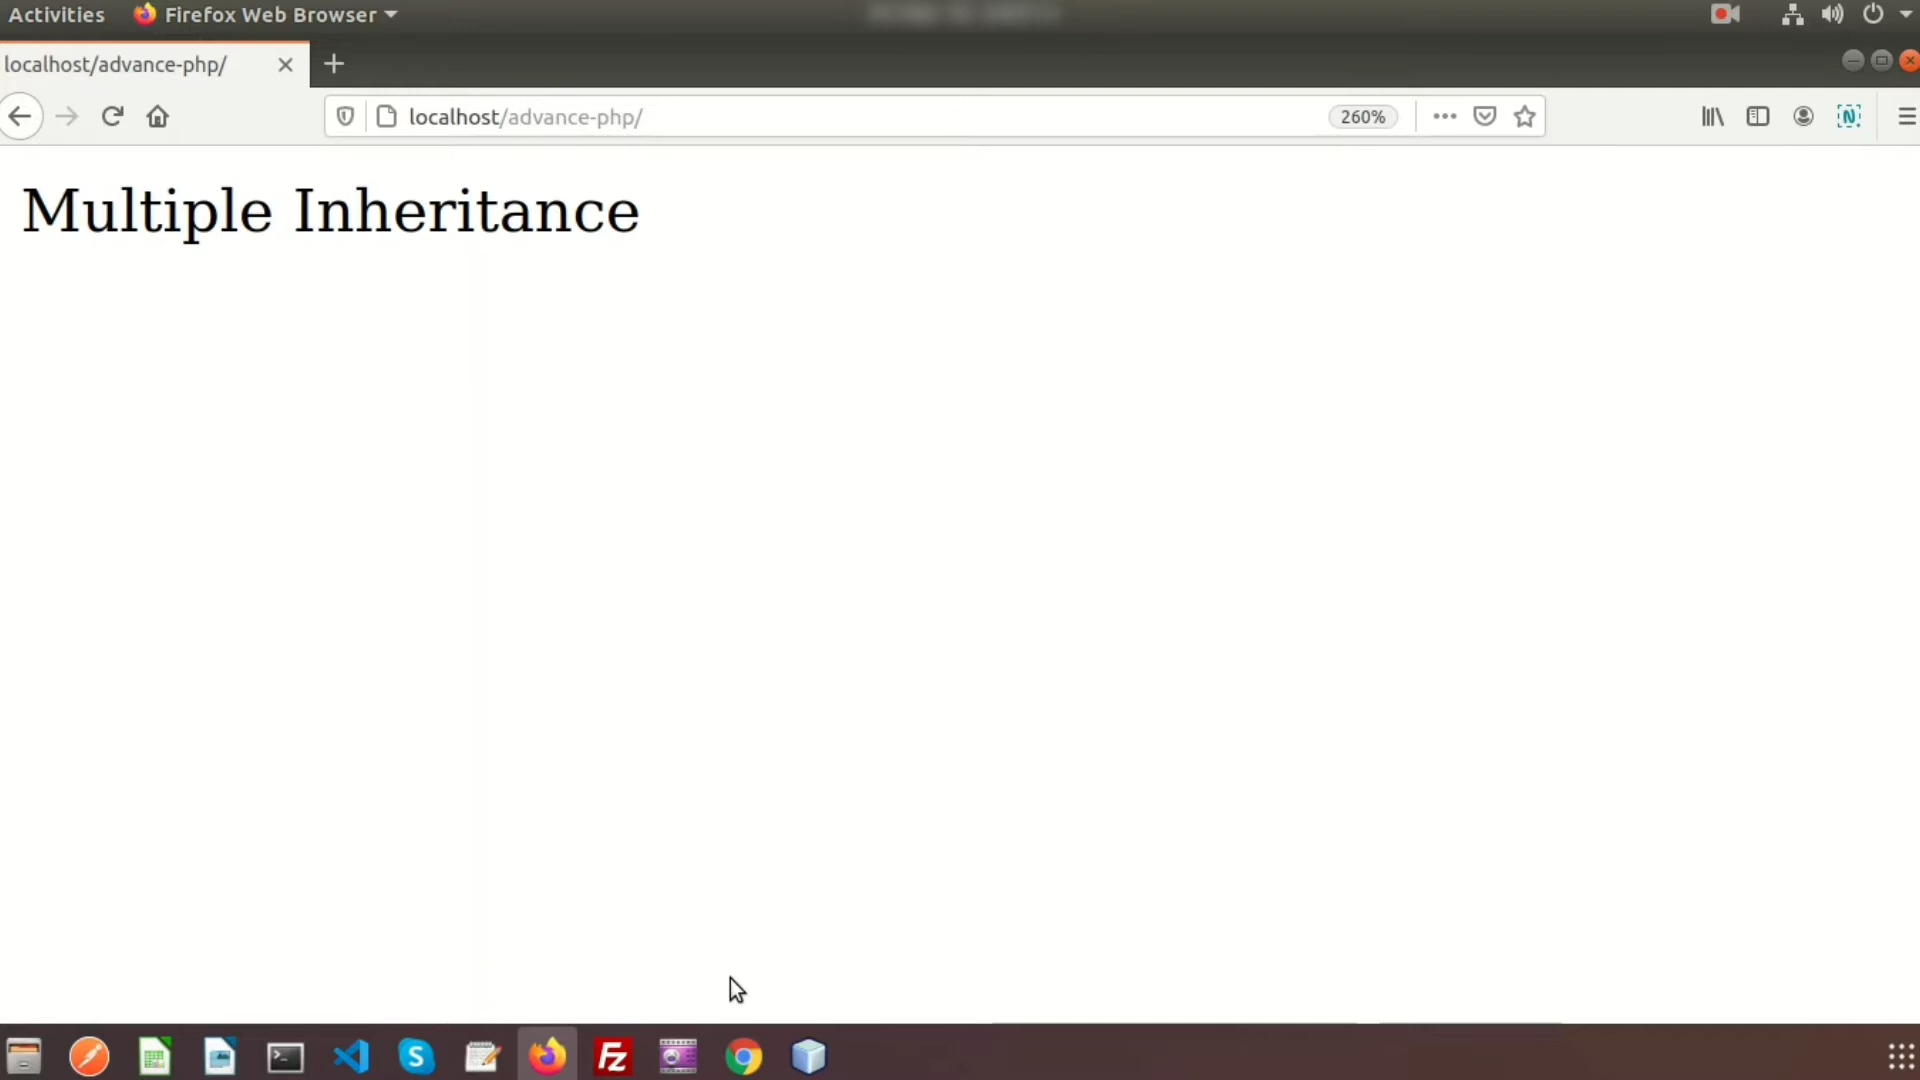 Activities Firefox Web Browser
localhost/advance-php/
localhost/advance-php/ 260%
Multiple Inheritance